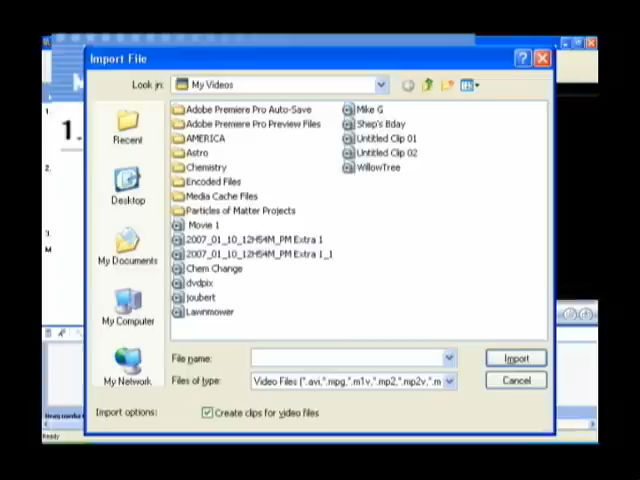 Import File
Look in:
My Videos
Recent
Desktop
My Documents
My Computer
My Network
Adobe Premiere Pro Auto-Save
Adobe Premiere Pro Preview Files
AMERICA
Astro
Chemistry
Encoded Files
Media Cache Files
Particles of Matter Projects
Movie 1
2007_01_10_12H54M_PM Extra 1
2007_01_10_12H54M_PM Extra 1_1
Chem Change
dvdpix
joubert
Lawnmower
Mike G
Shep's Bday
Untitled Clip 01
Untitled Clip 02
WillowTree
File name:
Import
Files of type:
Video Files (*.avi,*.mpg,*.m1v,*.mp2,*.mp2v,*.m
Cancel
Import options:
Create clips for video files
1.
2.
3.
M
Ready